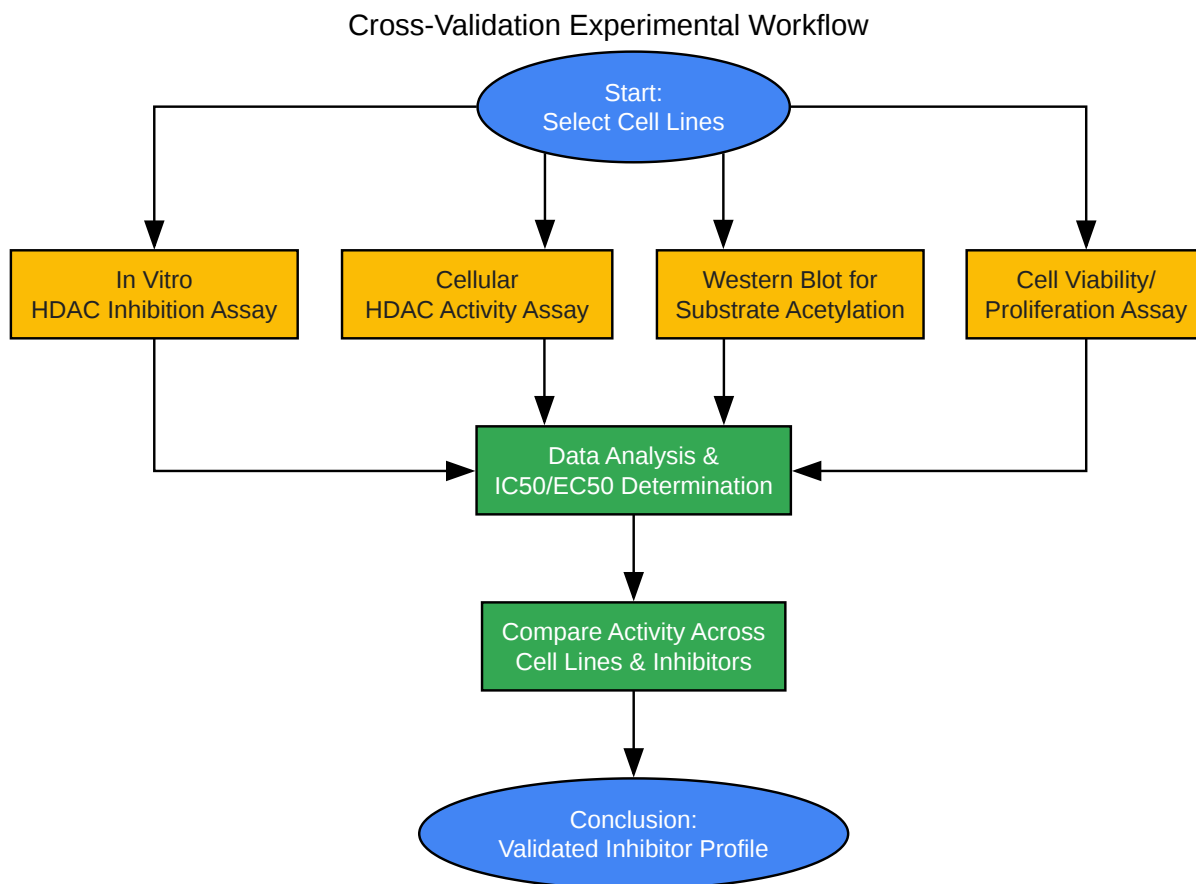 Cross-Validation Experimental Workflow
Start:
Select Cell Lines
In Vitro
HDAC Inhibition Assay
Cellular
HDAC Activity Assay
Western Blot for
Substrate Acetylation
Cell Viability/
Proliferation Assay
Data Analysis &
IC50/EC50 Determination
Compare Activity Across
Cell Lines & Inhibitors
Conclusion:
Validated Inhibitor Profile